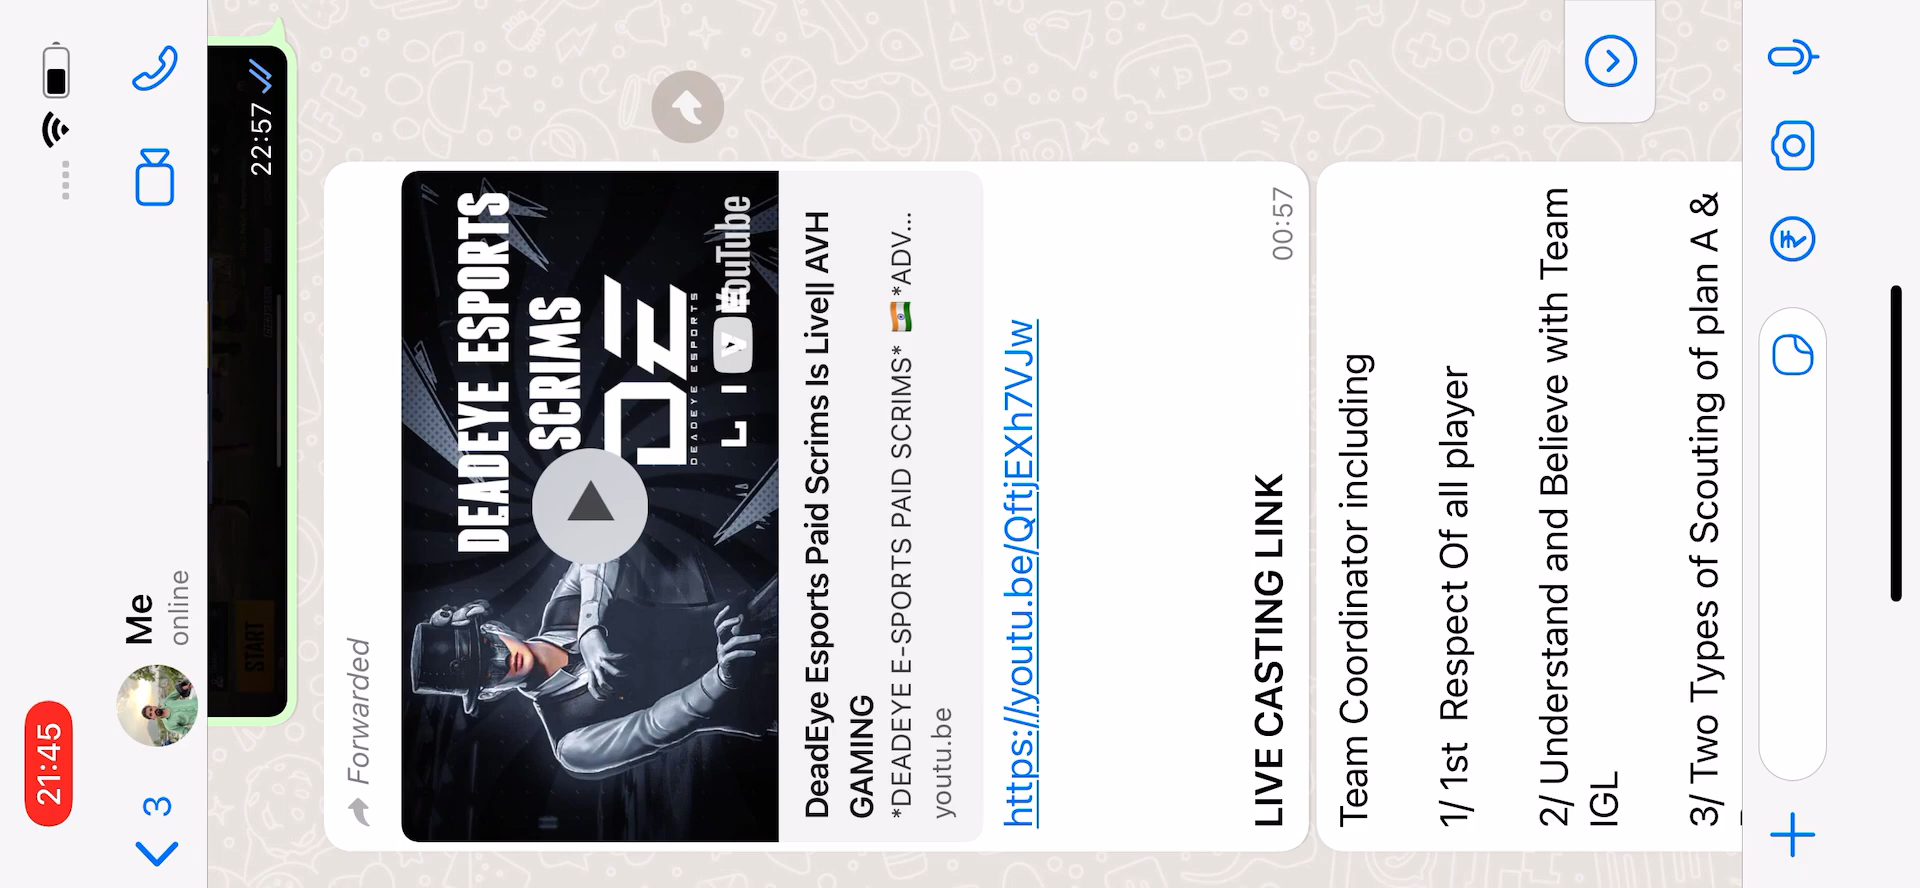 21:45
3
Me
online
22:57
START
Forwarded
DEADEYE ESPORTS
SCRIMS
DE
DEADEYE ESPORTS
LIVE
YouTube
DeadEye Esports Paid Scrims Is Live|| AVH
GAMING
*DEADEYE E-SPORTS PAID SCRIMS* 🇮🇳*ADV...
youtu.be
https://youtu.be/QftjEXh7VJw
LIVE CASTING LINK
00:57
Team Coordinator including
1/ 1st Respect Of all player
2/ Understand and Believe with Team
IGL
3/ Two Types of Scouting of plan A &